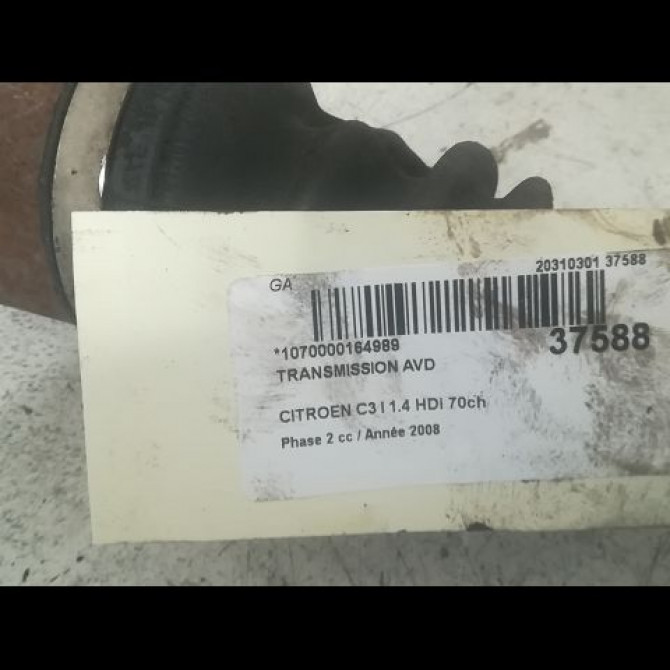 GA
20310301 37588
*1070000164989
37588
TRANSMISSION AVD
CITROEN C3 I 1.4 HDi 70ch
Phase 2 cc / Année 2008